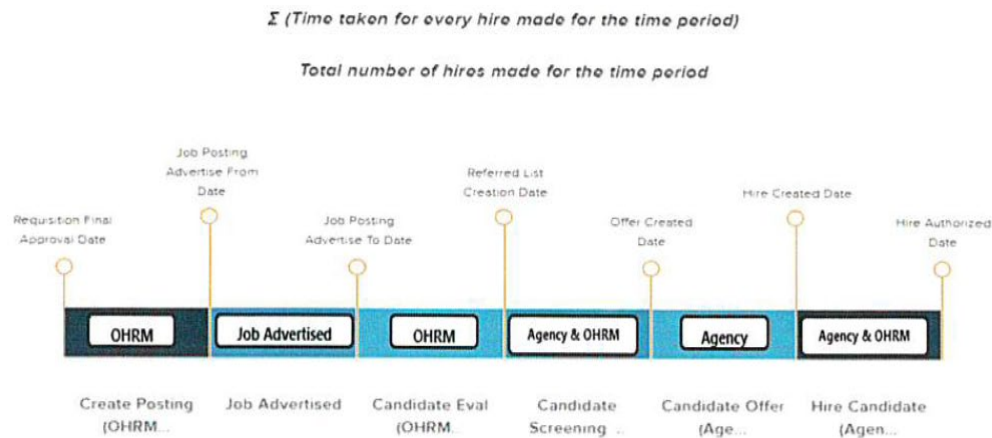 Σ (Time taken for every hire made for the time period)
Total number of hires made for the time period
Job Posting
Advertise From
Date
Referred List
Creation Date
Hire Created Date
Requisition Final
Approval Date
Job Posting
Advertise To Date
Offer Created
Date
Hire Authorized
Date
OHRM
Job Advertised
OHRM
Agency & OHRM
Agency
Agency & OHRM
Create Posting
(OHRM...
Job Advertised
Candidate Eval
(OHRM...
Candidate
Screening ...
Candidate Offer
(Age...
Hire Candidate
(Agen...